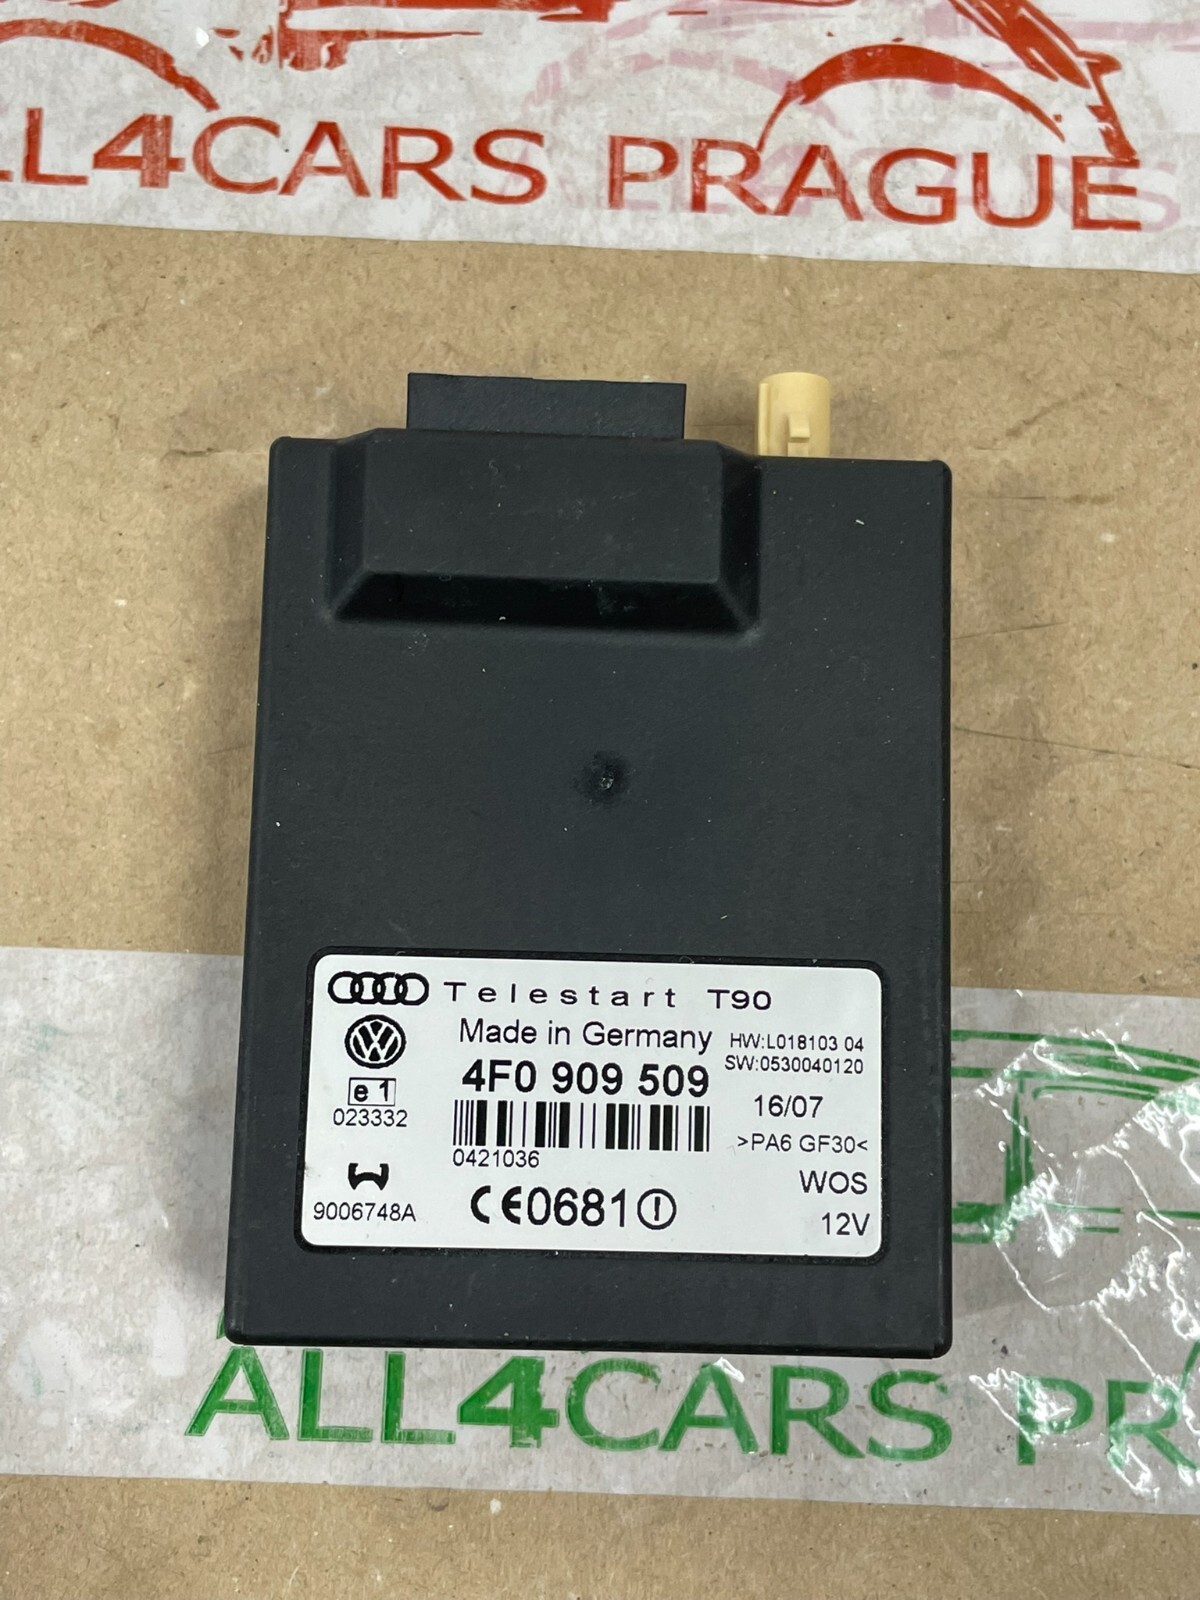 ALL4CARS PRAGUE
Telestart T90
Made in Germany
HW:L018103 04
SW:0530040120
e1
023332
4F0 909 509
16/07
>PA6 GF30<
0421036
9006748A
CE0681
WOS
12V
ALL4CARS PR